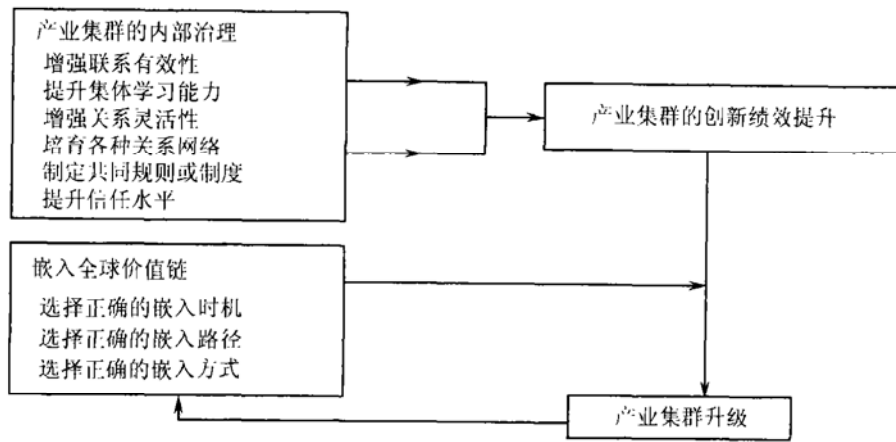 产业集群的内部治理
增强联系有效性
提升集体学习能力
增强关系灵活性
培育各种关系网络
制定共同规则或制度
提升信任水平
产业集群的创新绩效提升
嵌入全球价值链
选择正确的嵌入时机
选择正确的嵌入路径
选择正确的嵌入方式
产业集群升级